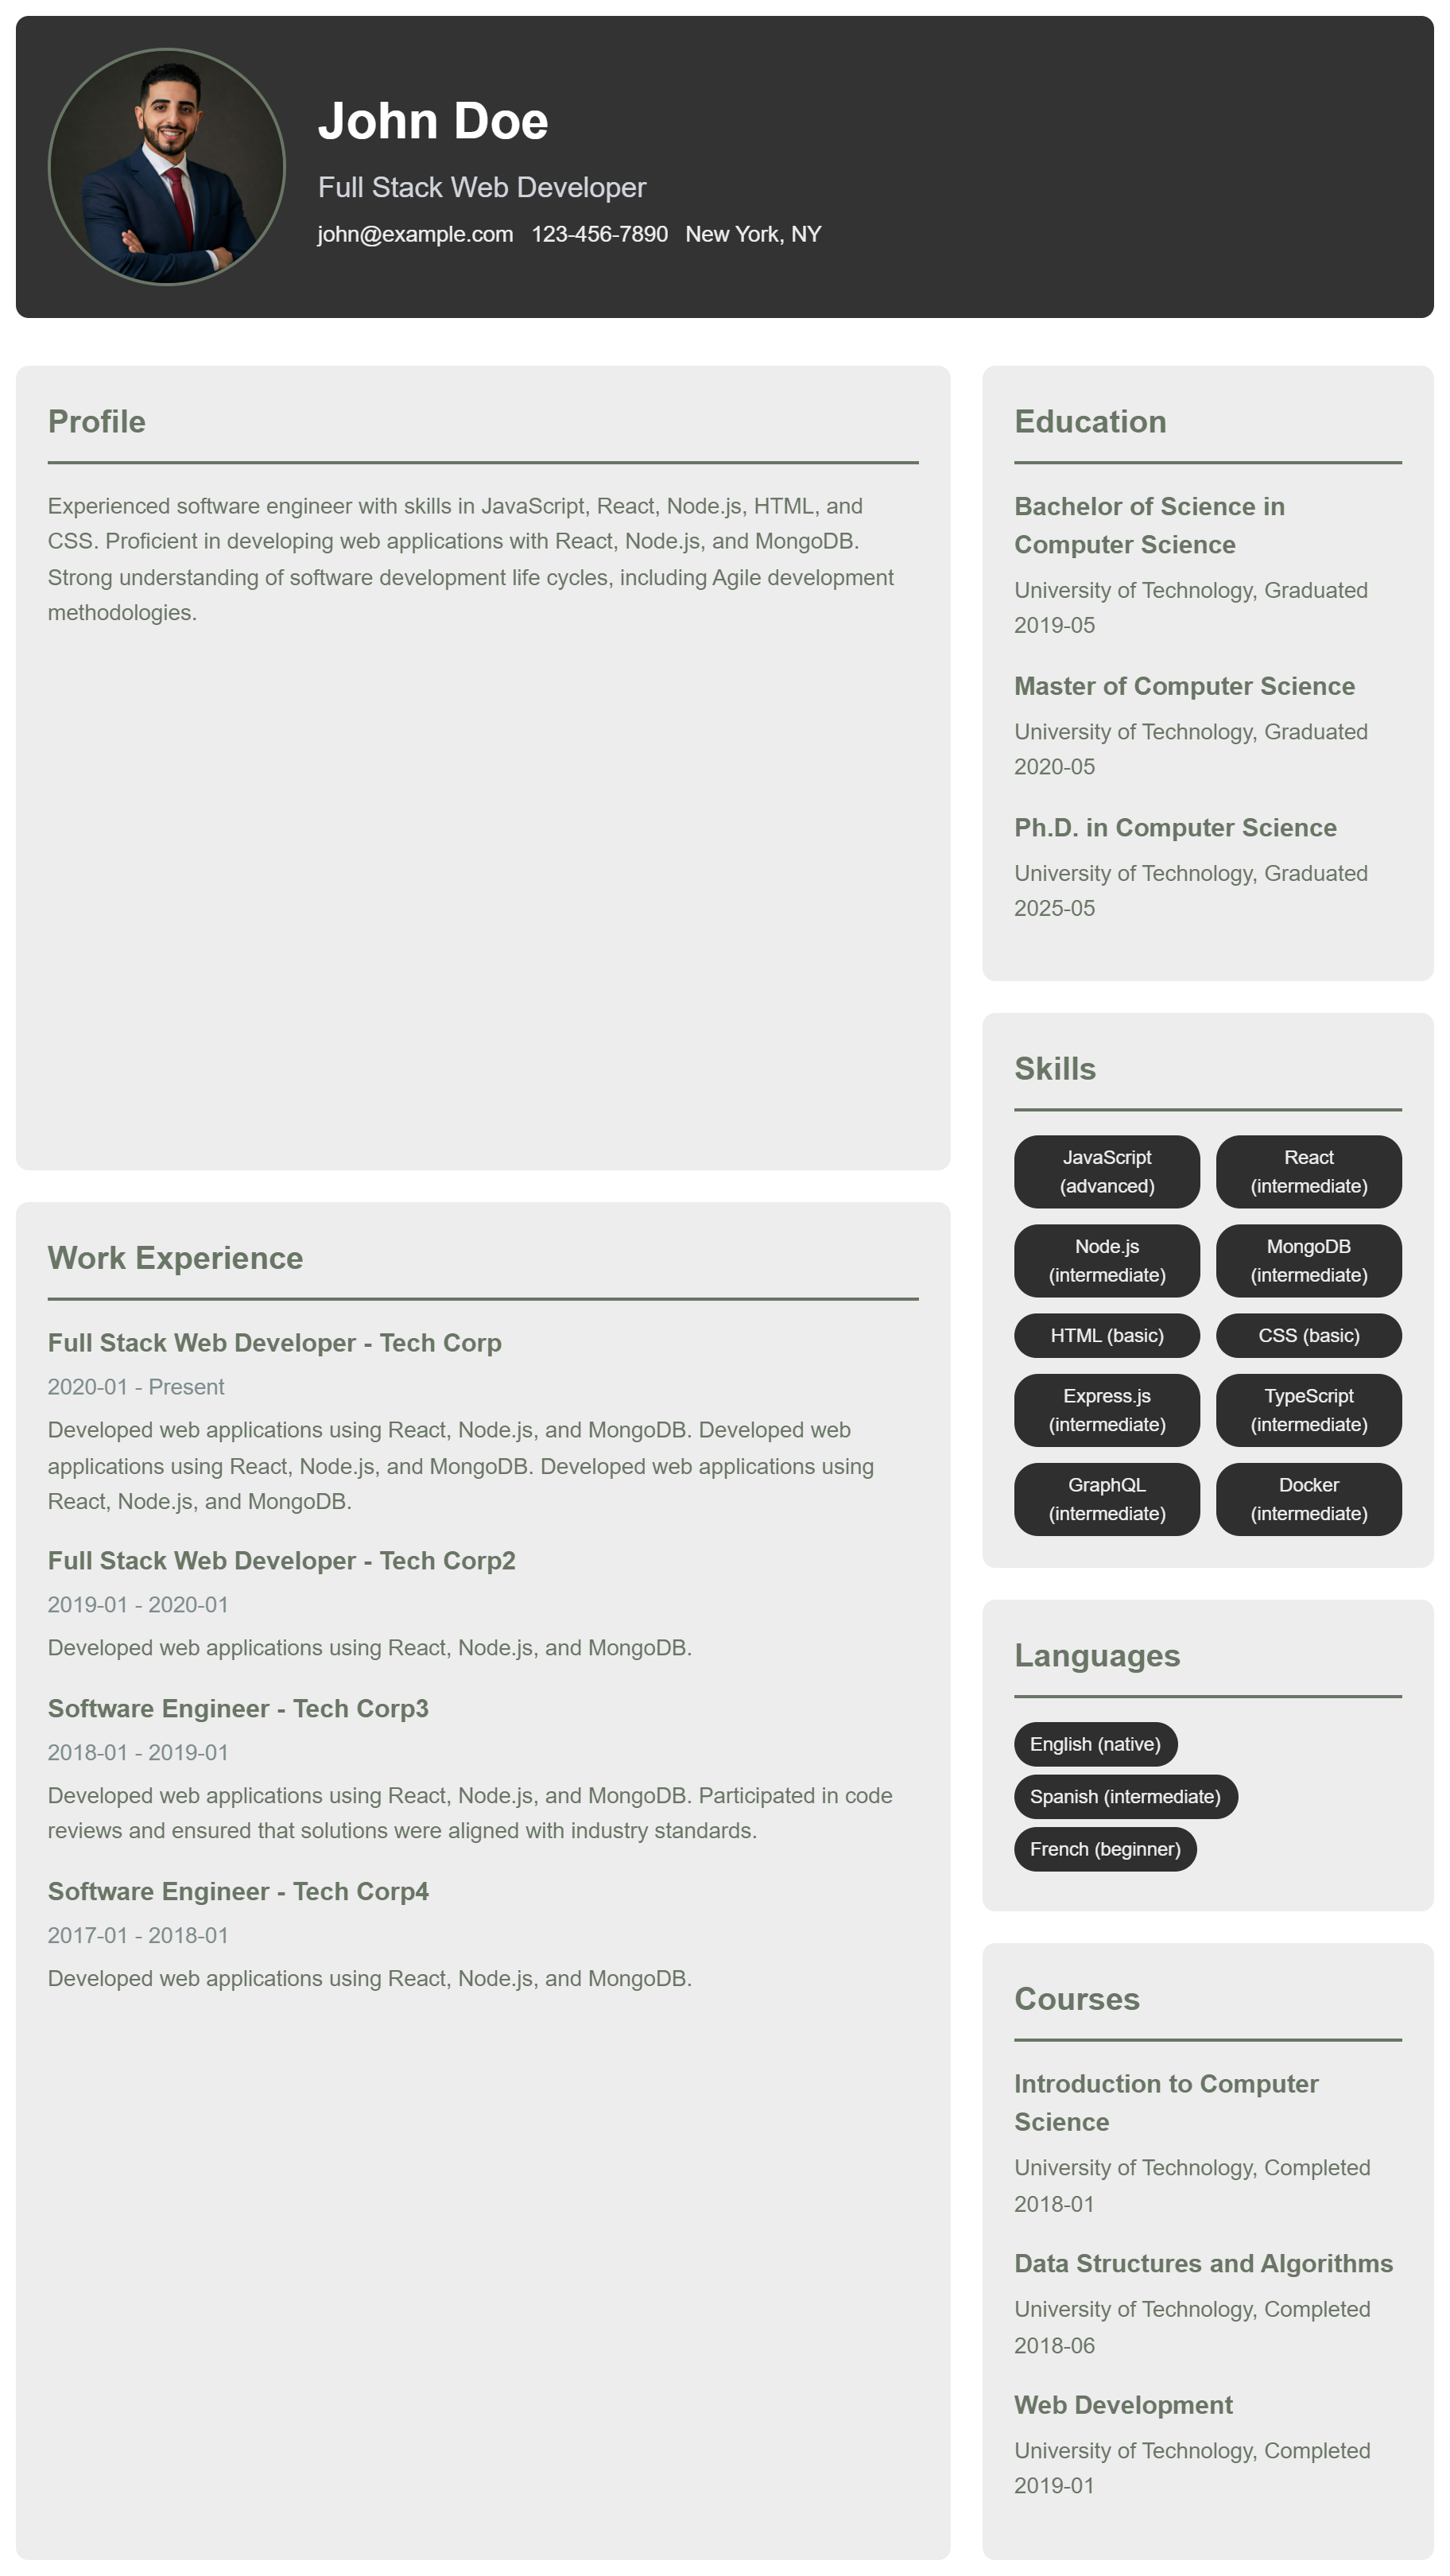 John Doe
Full Stack Web Developer
john@example.com 123-456-7890 New York, NY
Profile
Experienced software engineer with skills in JavaScript, React, Node.js, HTML, and
CSS. Proficient in developing web applications with React, Node.js, and MongoDB.
Strong understanding of software development life cycles, including Agile development
methodologies.
Work Experience
Full Stack Web Developer - Tech Corp
2020-01 - Present
Developed web applications using React, Node.js, and MongoDB. Developed web
applications using React, Node.js, and MongoDB. Developed web applications using
React, Node.js, and MongoDB.
Full Stack Web Developer - Tech Corp2
2019-01 - 2020-01
Developed web applications using React, Node.js, and MongoDB.
Software Engineer - Tech Corp3
2018-01 - 2019-01
Developed web applications using React, Node.js, and MongoDB. Participated in code
reviews and ensured that solutions were aligned with industry standards.
Software Engineer - Tech Corp4
2017-01 - 2018-01
Developed web applications using React, Node.js, and MongoDB.
Education
Bachelor of Science in
Computer Science
University of Technology, Graduated
2019-05
Master of Computer Science
University of Technology, Graduated
2020-05
Ph.D. in Computer Science
University of Technology, Graduated
2025-05
Skills
JavaScript
(advanced)
React
(intermediate)
Node.js
(intermediate)
MongoDB
(intermediate)
HTML (basic)
CSS (basic)
Express.js
(intermediate)
TypeScript
(intermediate)
GraphQL
(intermediate)
Docker
(intermediate)
Languages
English (native)
Spanish (intermediate)
French (beginner)
Courses
Introduction to Computer
Science
University of Technology, Completed
2018-01
Data Structures and Algorithms
University of Technology, Completed
2018-06
Web Development
University of Technology, Completed
2019-01